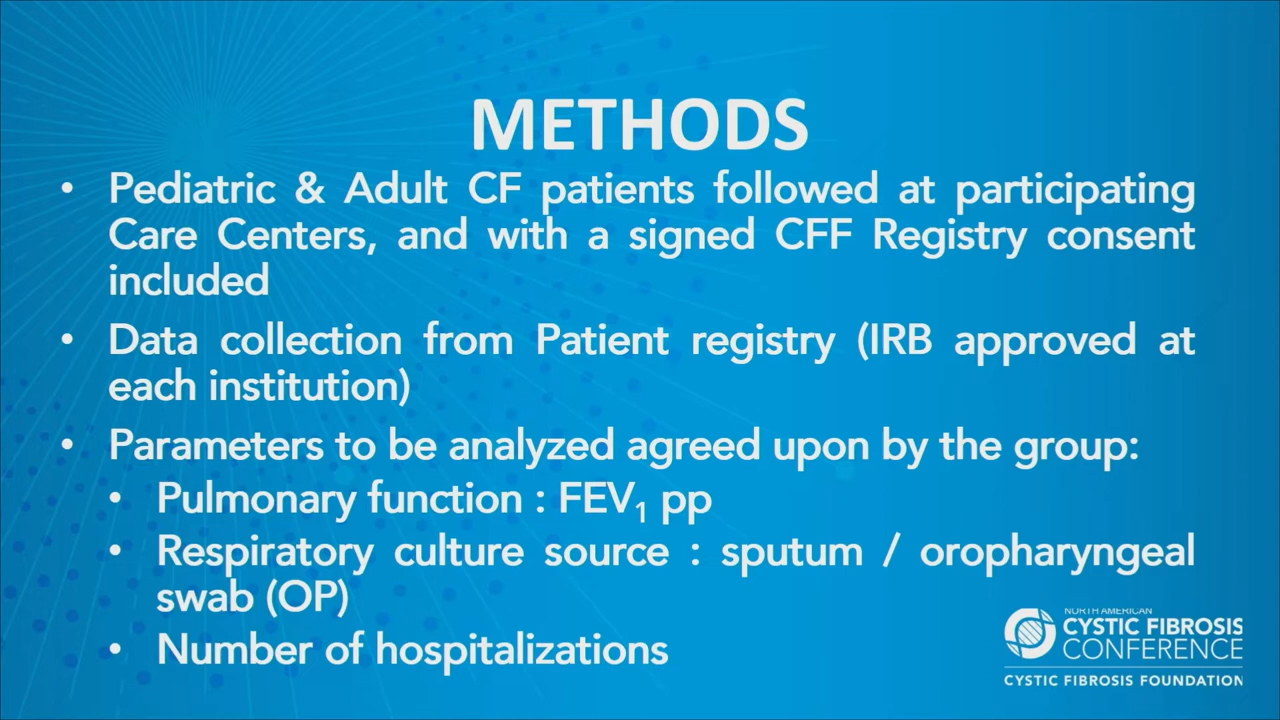 METHODS
• Pediatric & Adult CF patients followed at participating
Care Centers, and with a signed CFF Registry consent
included
• Data collection from Patient registry (IRB approved at
each institution)
• Parameters to be analyzed agreed upon by the group:
• Pulmonary function : FEV₁ pp
• Respiratory culture source : sputum / oropharyngeal
swab (OP)
• Number of hospitalizations
NORTH AMERICAN
CYSTIC FIBROSIS
CONFERENCE
CYSTIC FIBROSIS FOUNDATION